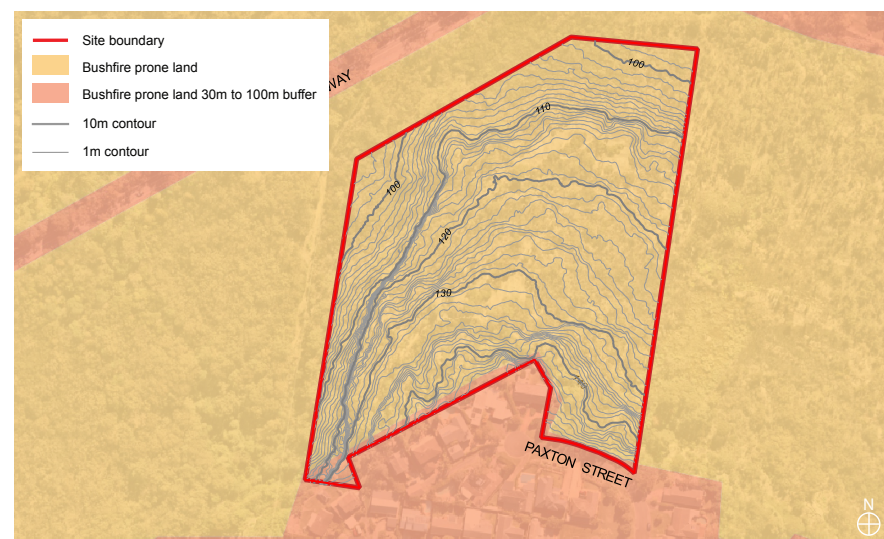 Site boundary
Bushfire prone land
Bushfire prone land 30m to 100m buffer
10m contour
1m contour
WAY
100
110
100
120
130
140
PAXTON STREET
N